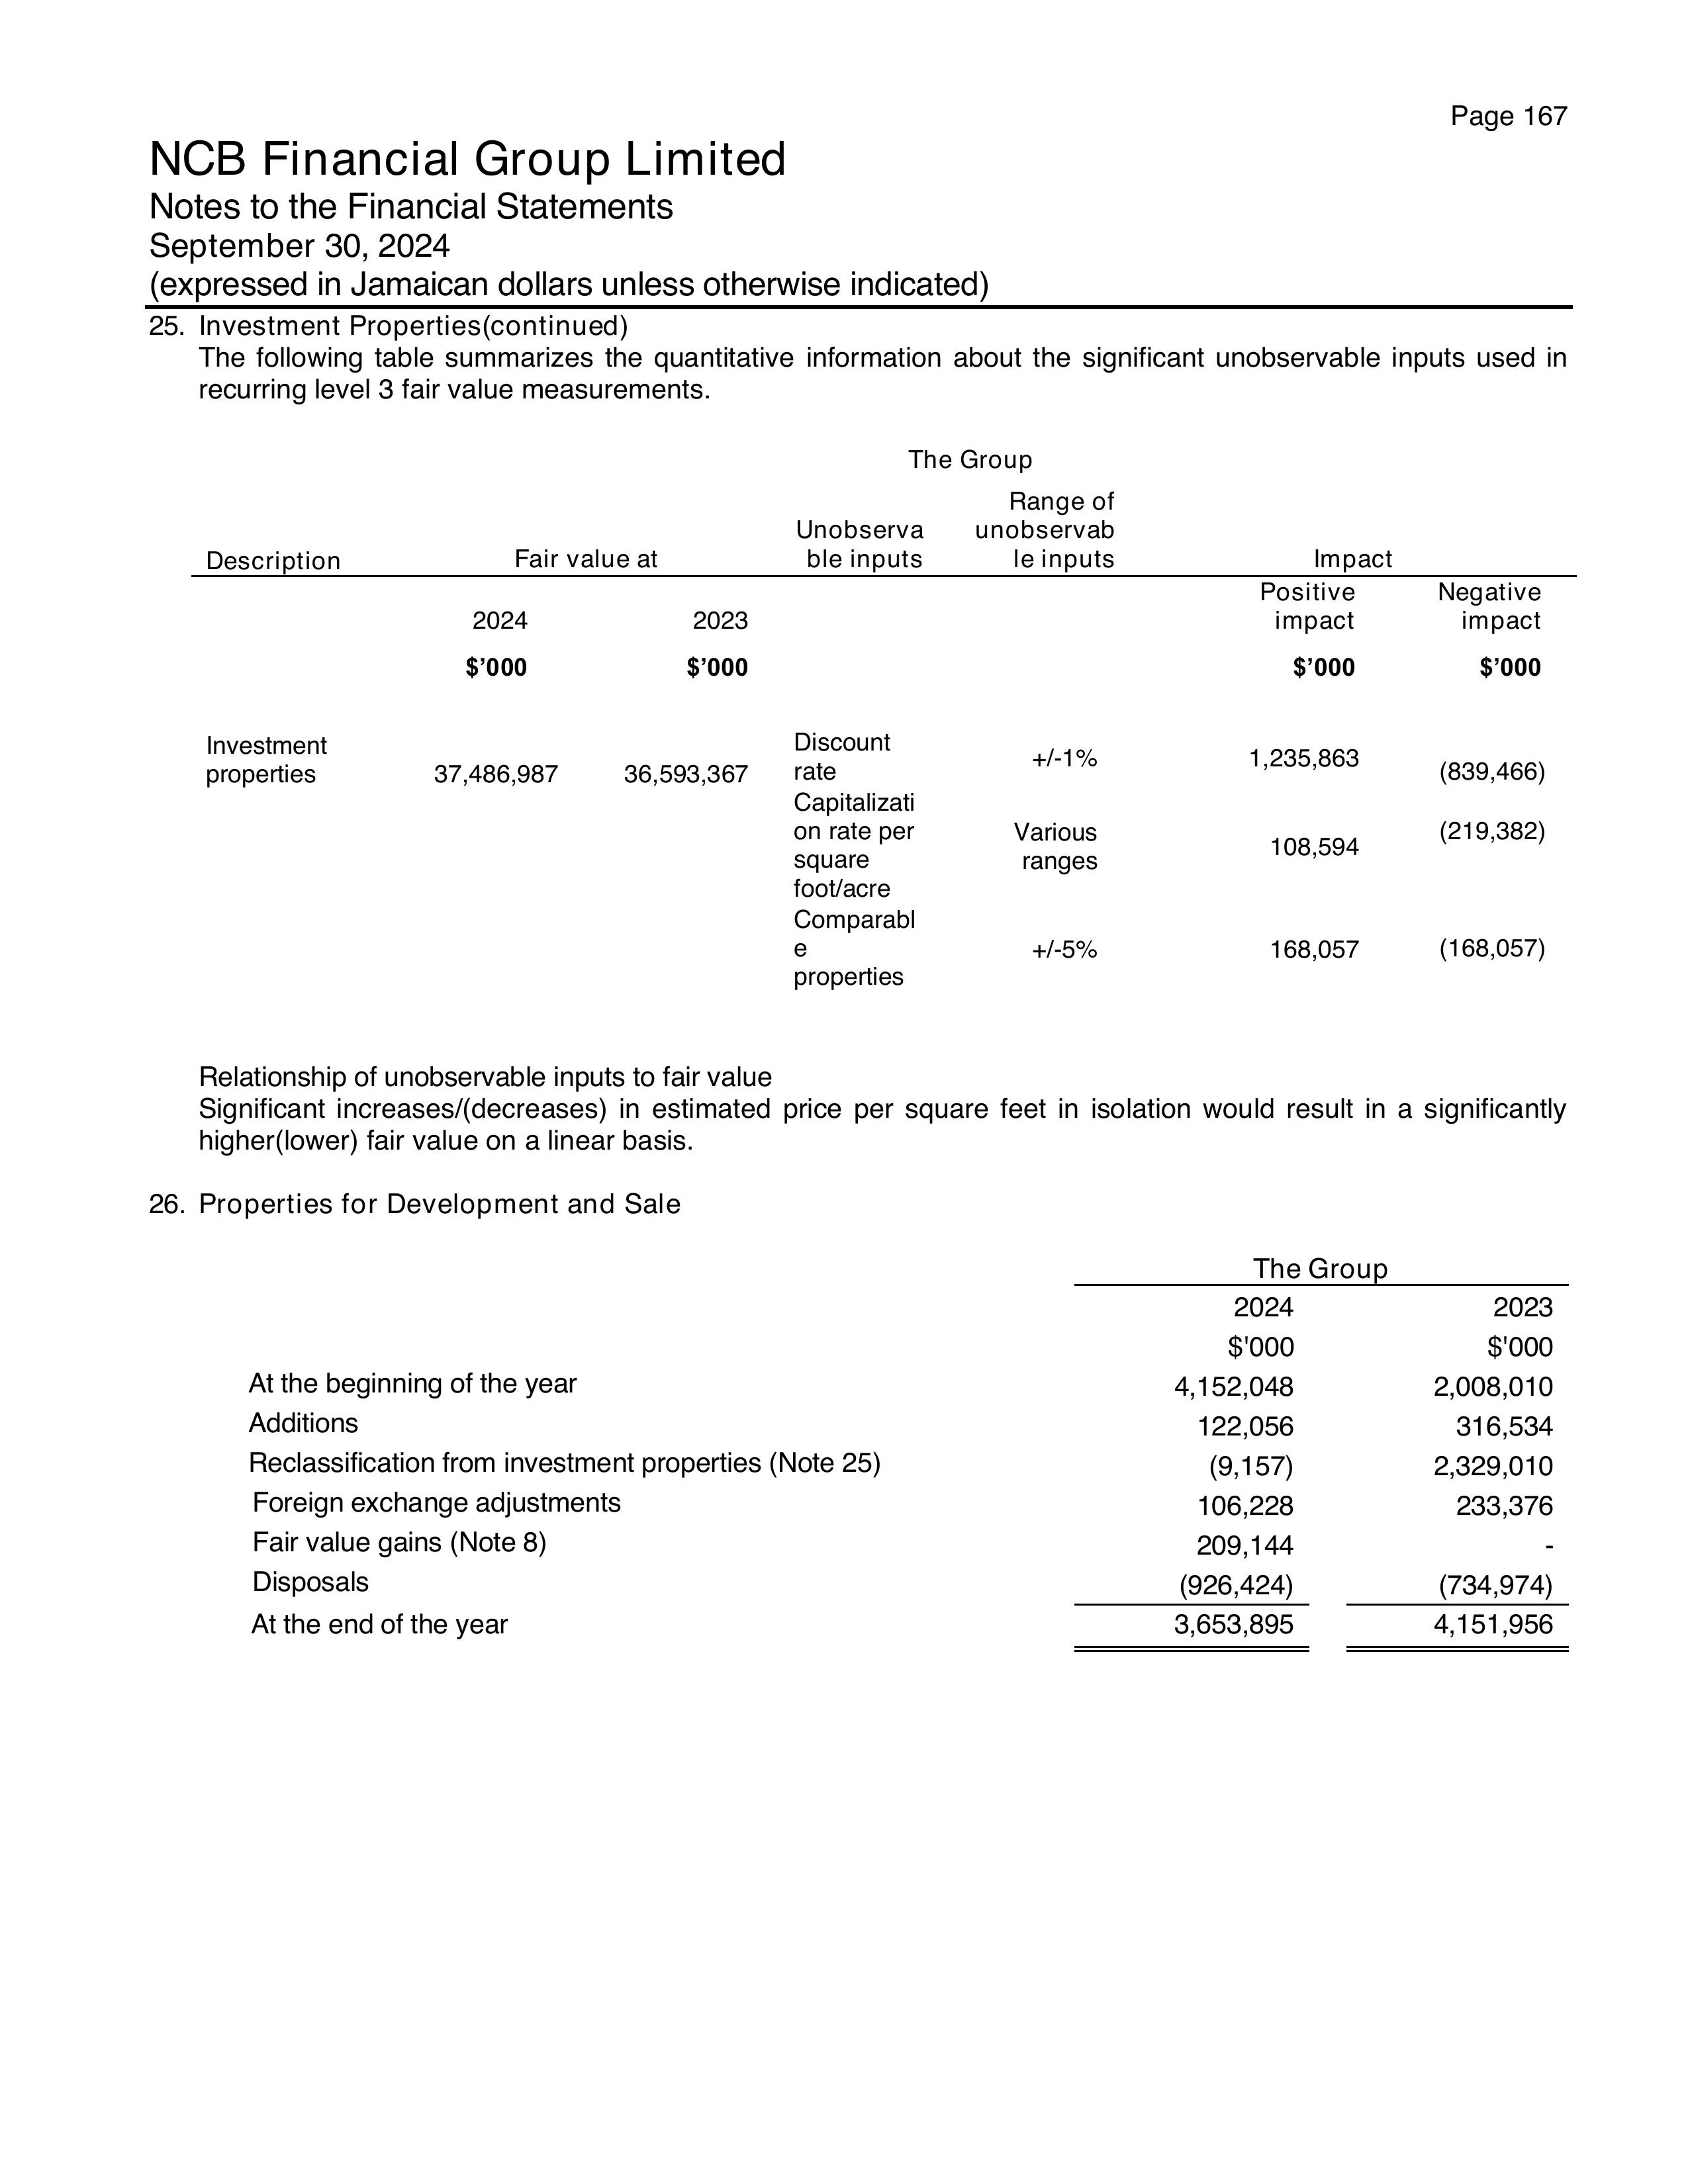 Page 167
NCB Financial Group Limited
Notes to the Financial Statements
September 30, 2024
(expressed in Jamaican dollars unless otherwise indicated)
25. Investment Properties(continued)
The following table summarizes the quantitative information about the significant unobservable inputs used in
recurring level 3 fair value measurements.
The Group
Description Fair value at Unobserva
ble inputs Range of
unobservab
le inputs Impact
2024 2023 Positive
impact Negative
impact
$’000 $’000 $’000 $’000
Investment
properties 37,486,987 36,593,367 Discount
rate +/-1% 1,235,863 (839,466)
Capitalizati
on rate per
square
foot/acre Various
ranges 108,594 (219,382)
Comparabl
e
properties +/-5% 168,057 (168,057)
Relationship of unobservable inputs to fair value
Significant increases/(decreases) in estimated price per square feet in isolation would result in a significantly
higher(lower) fair value on a linear basis.
26. Properties for Development and Sale
The Group
2024 2023
$'000 $'000
At the beginning of the year 4,152,048 2,008,010
Additions 122,056 316,534
Reclassification from investment properties (Note 25) (9,157) 2,329,010
Foreign exchange adjustments 106,228 233,376
Fair value gains (Note 8) 209,144 -
Disposals (926,424) (734,974)
At the end of the year 3,653,895 4,151,956